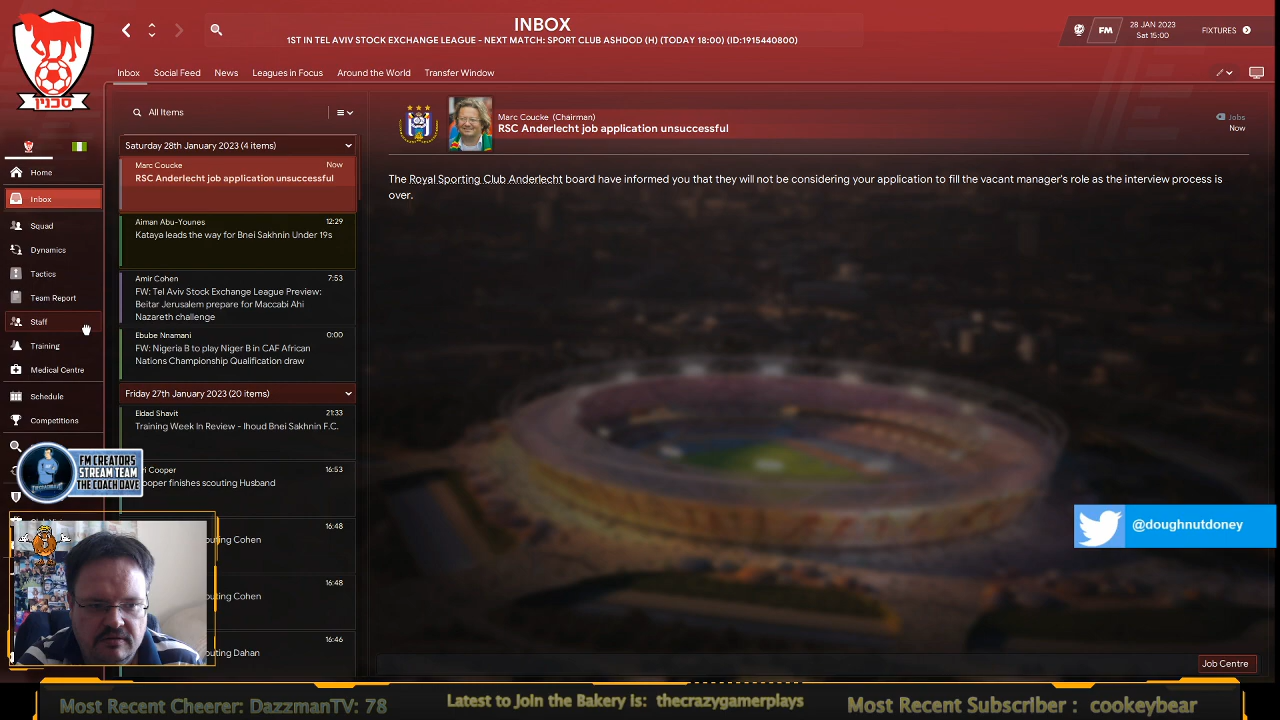 INBOX
1ST IN TEL AVIV STOCK EXCHANGE LEAGUE - NEXT MATCH: SPORT CLUB ASHDOD (H) (TODAY 18:00) (ID:1915440800)
FM
28 JAN 2023
Sat 15:00
FIXTURES
סכנין
Inbox
Social Feed
News
Leagues in Focus
Around the World
Transfer Window
Home
Inbox
Squad
Dynamics
Tactics
Team Report
Staff
Training
Medical Centre
Schedule
Competitions
All Items
Saturday 28th January 2023 (4 items)
Marc Coucke Now
RSC Anderlecht job application unsuccessful
Aiman Abu-Younes 12:29
Kataya leads the way for Bnei Sakhnin Under 19s
Amir Cohen 7:53
FW: Tel Aviv Stock Exchange League Preview:
Beitar Jerusalem prepare for Maccabi Ahi
Nazareth challenge
Ebube Nnamani 0:00
FW: Nigeria B to play Niger B in CAF African
Nations Championship Qualification draw
Friday 27th January 2023 (20 items)
Eldad Shavit 21:33
Training Week In Review - Ihoud Bnei Sakhnin F.C.
Cooper 16:53
ooper finishes scouting Husband
16:48
outing Cohen
16:48
outing Cohen
16:46
outing Dahan
Marc Coucke (Chairman)
RSC Anderlecht job application unsuccessful
Jobs
Now
The Royal Sporting Club Anderlecht board have informed you that they will not be considering your application to fill the vacant manager's role as the interview process is
over.
Job Centre
FM CREATORS
STREAM TEAM
THE COACH DAVE
@doughnutdoney
Most Recent Cheerer: DazzmanTV: 78
Latest to Join the Bakery is: thecrazygamerplays
Most Recent Subscriber : cookeybear